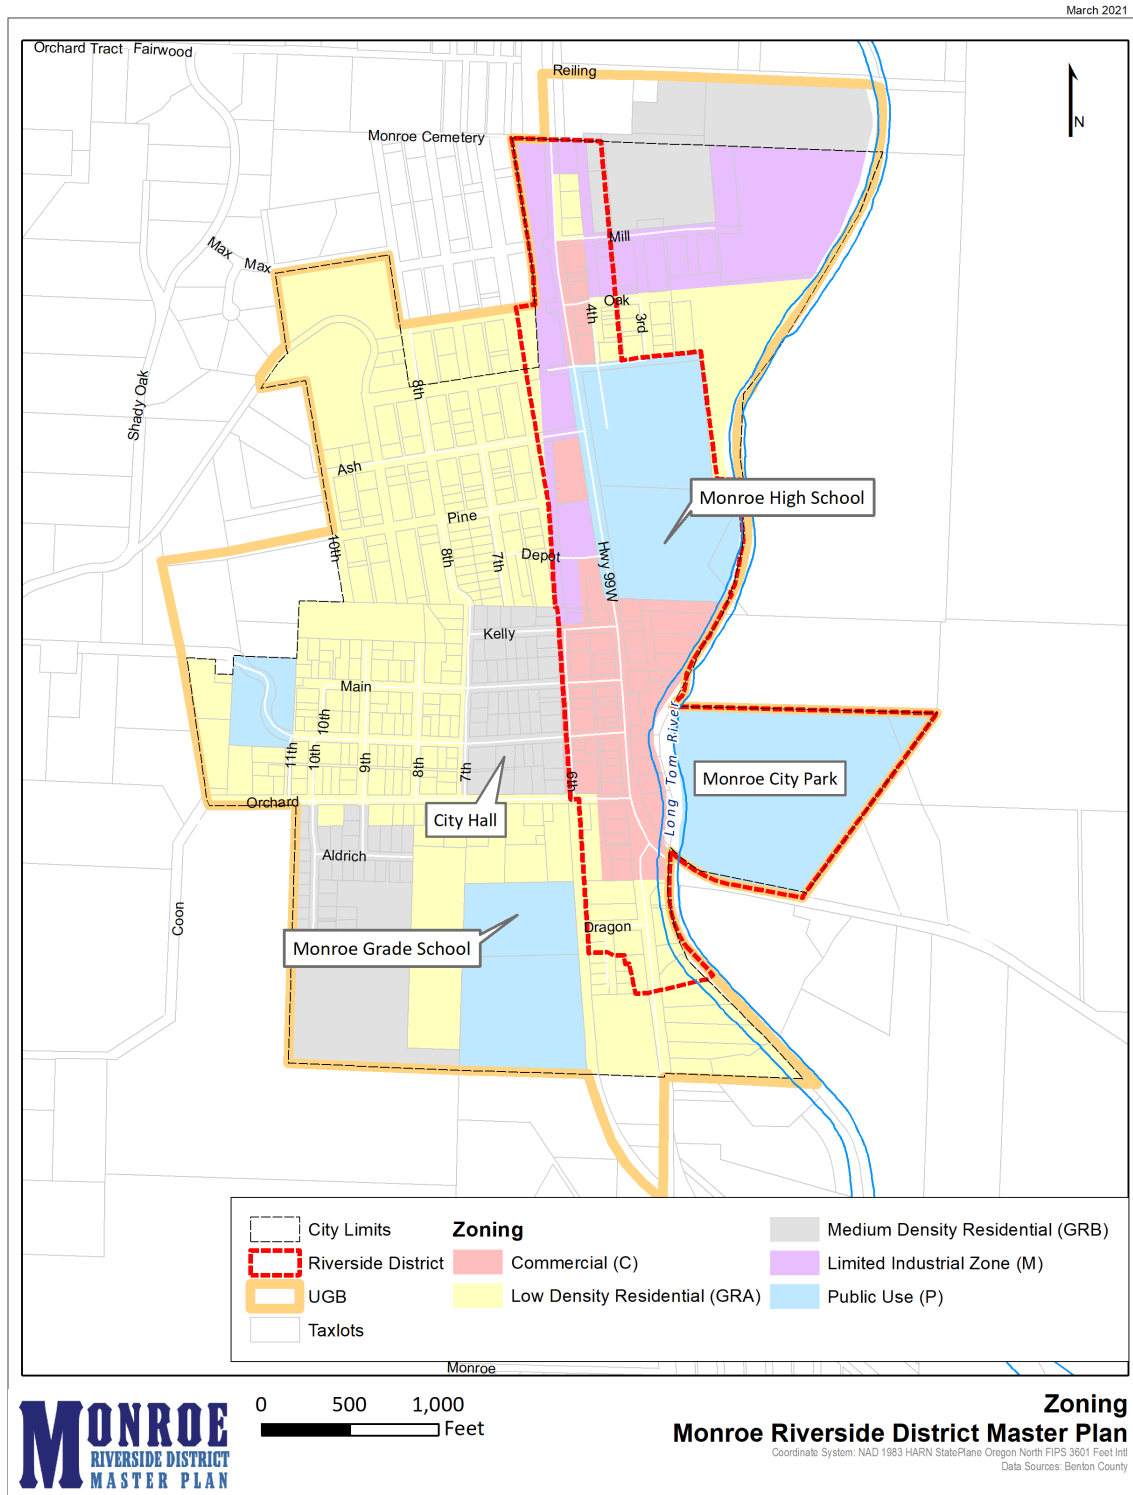 March 2021
Orchard Tract
Fairwood
Reiling
N
Monroe Cemetery
Max
Max
Mill
Oak
4th
3rd
Shady Oak
8th
Ash
Monroe High School
Pine
10th
8th
7th
Depot
Hwy 99W
Kelly
Main
10th
Long Tom River
11th
10th
9th
8th
7th
6th
Monroe City Park
Orchard
City Hall
Aldrich
Coon
Dragon
Monroe Grade School
City Limits
Riverside District
UGB
Taxlots
Zoning
Commercial (C)
Low Density Residential (GRA)
Medium Density Residential (GRB)
Limited Industrial Zone (M)
Public Use (P)
Monroe
MONROE
RIVERSIDE DISTRICT
MASTER PLAN
0 500 1,000
Feet
Zoning
Monroe Riverside District Master Plan
Coordinate System: NAD 1983 HARN StatePlane Oregon North FIPS 3601 Feet Intl
Data Sources: Benton County